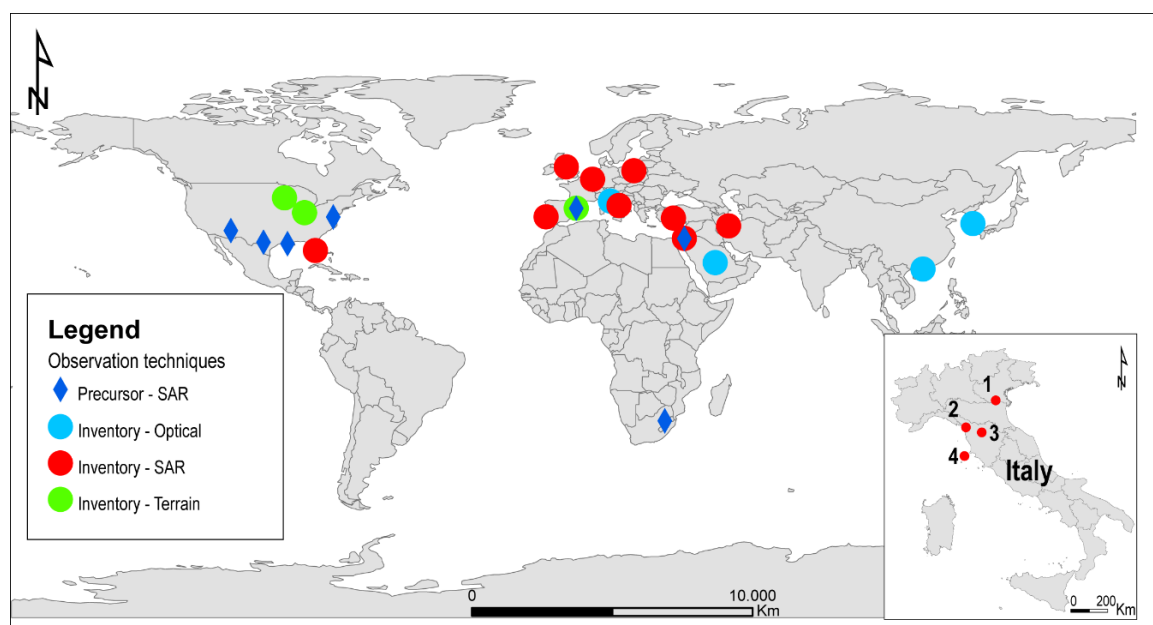 N
Legend
Observation techniques
Precursor - SAR
Inventory - Optical
Inventory - SAR
Inventory - Terrain
0 10.000
Km
N
1
2
3
4
Italy
0 200
Km